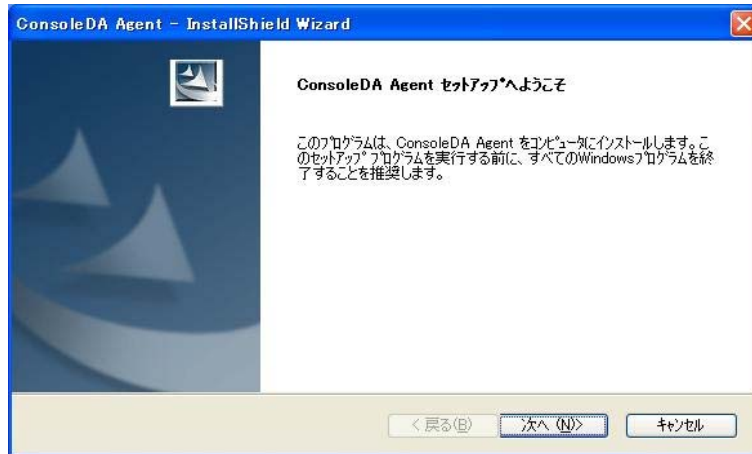 ConsoleDA Agent - InstallShield Wizard
ConsoleDA Agent ｾｯﾄｱｯﾌﾟへようこそ
このﾌﾟﾛｸﾞﾗﾑは、ConsoleDA Agent をｺﾝﾋﾟｭｰﾀにｲﾝｽﾄｰﾙします。こ
のｾｯﾄｱｯﾌﾟ ﾌﾟﾛｸﾞﾗﾑを実行する前に、すべてのWindowsﾌﾟﾛｸﾞﾗﾑを終
了することを推奨します。
< 戻る(B)
次へ (N)>
ｷｬﾝｾﾙ